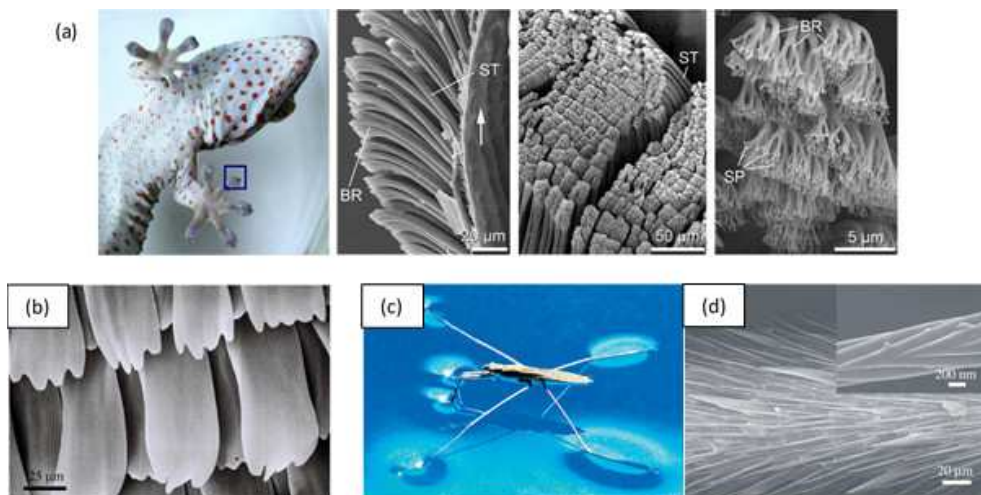 (a)
ST
BR
20 μm
ST
50 μm
BR
SP
5 μm
(b)
25 μm
(c)
(d)
200 nm
20 μm